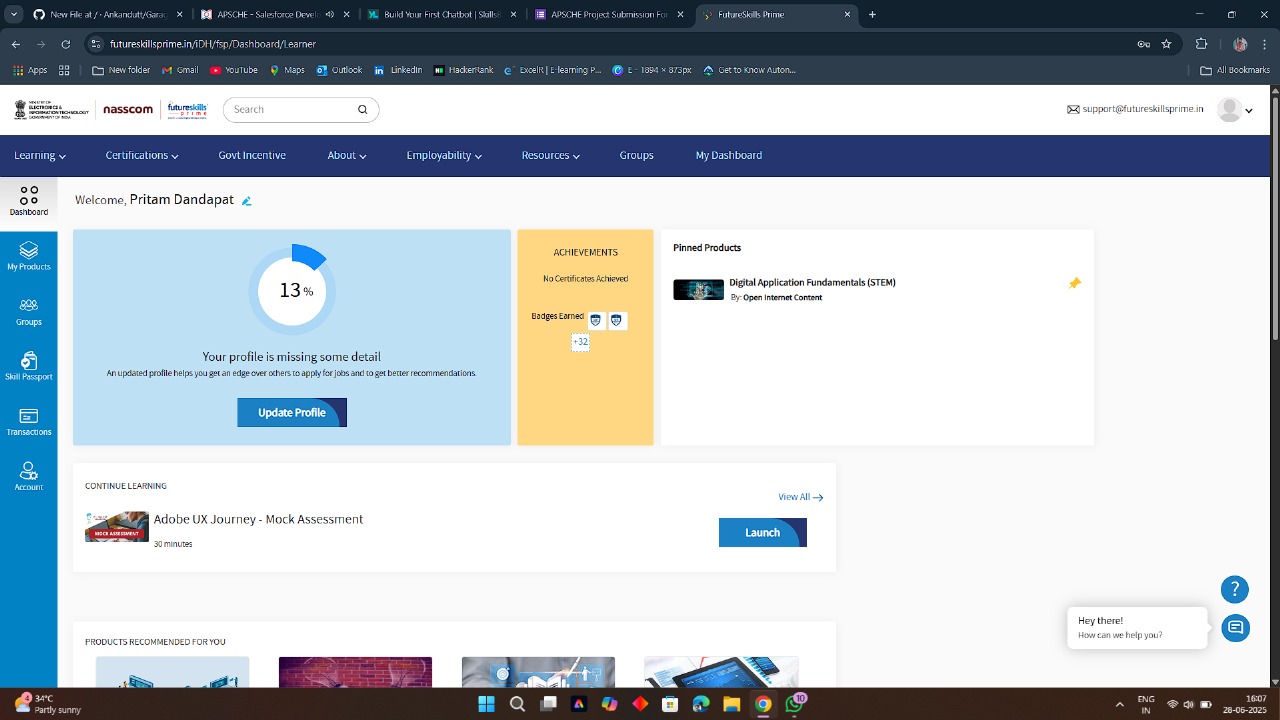 New File at / · Ankandutt/Garag
APSCHE - Salesforce Develo
Build Your First Chatbot | SkillsB
APSCHE Project Submission For
FutureSkills Prime
futureskillsprime.in/iDH/fsp/Dashboard/Learner
Apps
New folder
Gmail
YouTube
Maps
Outlook
LinkedIn
HackerRank
ExcelR | E-learning P...
E - 1894 × 873px
Get to Know Auton...
All Bookmarks
MINISTRY OF
ELECTRONICS &
INFORMATION TECHNOLOGY
GOVERNMENT OF INDIA
nasscom
futureskills
prime
Search
support@futureskillsprime.in
Learning
Certifications
Govt Incentive
About
Employability
Resources
Groups
My Dashboard
Dashboard
My Products
Groups
Skill Passport
Transactions
Account
Welcome, Pritam Dandapat
13 %
Your profile is missing some detail
An updated profile helps you get an edge over others to apply for jobs and to get better recommendations.
Update Profile
ACHIEVEMENTS
No Certificates Achieved
Badges Earned
+32
Pinned Products
Digital Application Fundamentals (STEM)
By: Open Internet Content
CONTINUE LEARNING
View All
MOCK ASSESSMENT
Adobe UX Journey - Mock Assessment
30 minutes
Launch
PRODUCTS RECOMMENDED FOR YOU
?
Hey there!
How can we help you?
4
34°C
Partly sunny
10
ENG
IN
16:07
28-06-2025